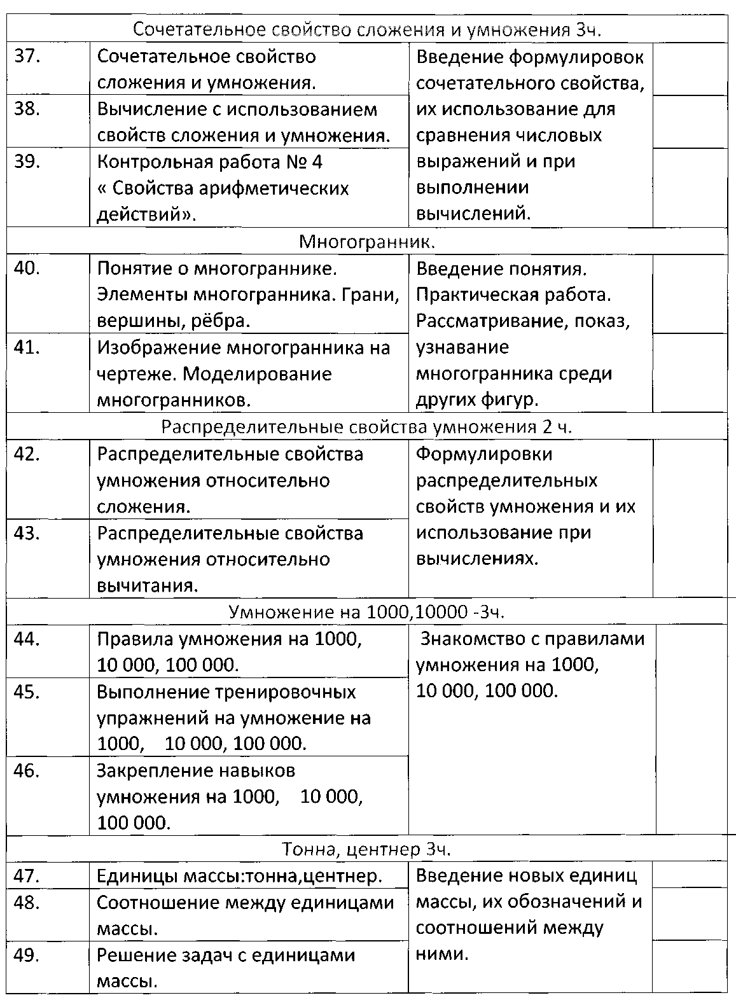 Сочетательное свойство сложения и умножения 3ч.
37.
Сочетательное свойство
сложения и умножения.
Введение формулировок
сочетательного свойства,
их использование для
сравнения числовых
выражений и при
выполнении
вычислений.
38.
Вычисление с использованием
свойств сложения и умножения.
39.
Контрольная работа № 4
« Свойства арифметических
действий».
Многогранник.
40.
Понятие о многограннике.
Элементы многогранника. Грани,
вершины, рёбра.
Введение понятия.
Практическая работа.
Рассматривание, показ,
узнавание
многогранника среди
других фигур.
41.
Изображение многогранника на
чертеже. Моделирование
многогранников.
Распределительные свойства умножения 2 ч.
42.
Распределительные свойства
умножения относительно
сложения.
Формулировки
распределительных
свойств умножения и их
использование при
вычислениях.
43.
Распределительные свойства
умножения относительно
вычитания.
Умножение на 1000,10000 -3ч.
44.
Правила умножения на 1000,
10 000, 100 000.
Знакомство с правилами
умножения на 1000,
10 000, 100 000.
45.
Выполнение тренировочных
упражнений на умножение на
1000, 10 000, 100 000.
46.
Закрепление навыков
умножения на 1000, 10 000,
100 000.
Тонна, центнер 3ч.
47.
Единицы массы:тонна,центнер.
Введение новых единиц
массы, их обозначений и
соотношений между
ними.
48.
Соотношение между единицами
массы.
49.
Решение задач с единицами
массы.